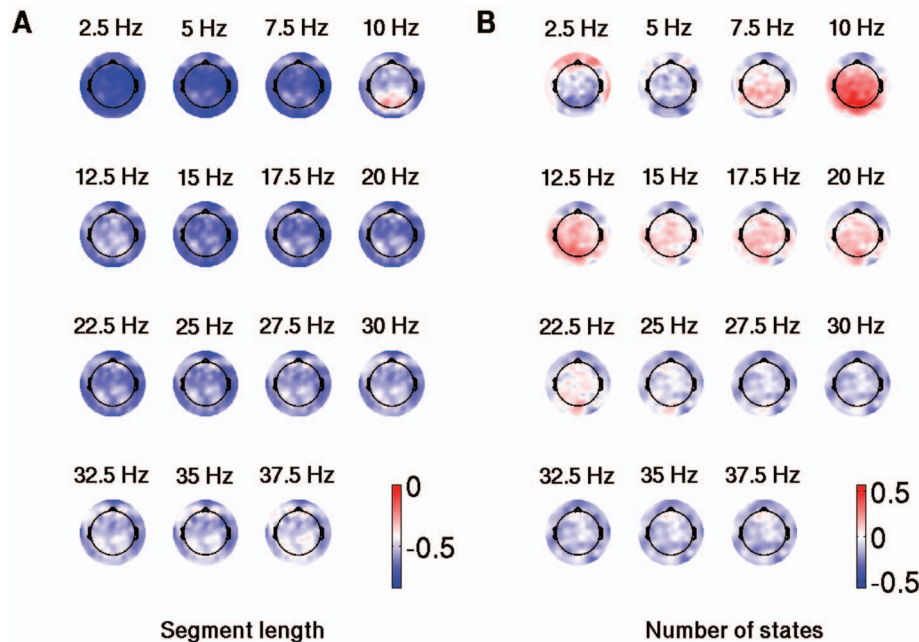 A
B
2.5 Hz 5 Hz 7.5 Hz 10 Hz
2.5 Hz 5 Hz 7.5 Hz 10 Hz
12.5 Hz 15 Hz 17.5 Hz 20 Hz
12.5 Hz 15 Hz 17.5 Hz 20 Hz
22.5 Hz 25 Hz 27.5 Hz 30 Hz
22.5 Hz 25 Hz 27.5 Hz 30 Hz
32.5 Hz 35 Hz 37.5 Hz
32.5 Hz 35 Hz 37.5 Hz
0
-0.5
0.5
0
-0.5
Segment length
Number of states